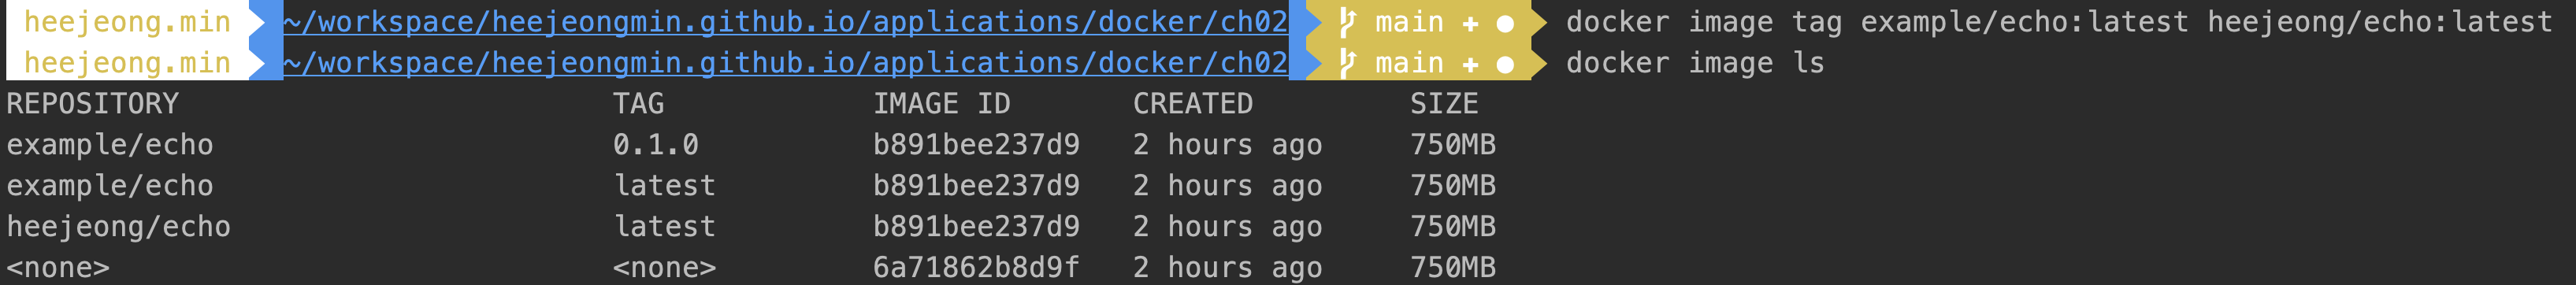 heejeong.min ~/workspace/heejeongmin.github.io/applications/docker/ch02 main + ● docker image tag example/echo:latest heejeong/echo:latest
heejeong.min ~/workspace/heejeongmin.github.io/applications/docker/ch02 main + ● docker image ls
REPOSITORY TAG IMAGE ID CREATED SIZE
example/echo 0.1.0 b891bee237d9 2 hours ago 750MB
example/echo latest b891bee237d9 2 hours ago 750MB
heejeong/echo latest b891bee237d9 2 hours ago 750MB
<none> <none> 6a71862b8d9f 2 hours ago 750MB